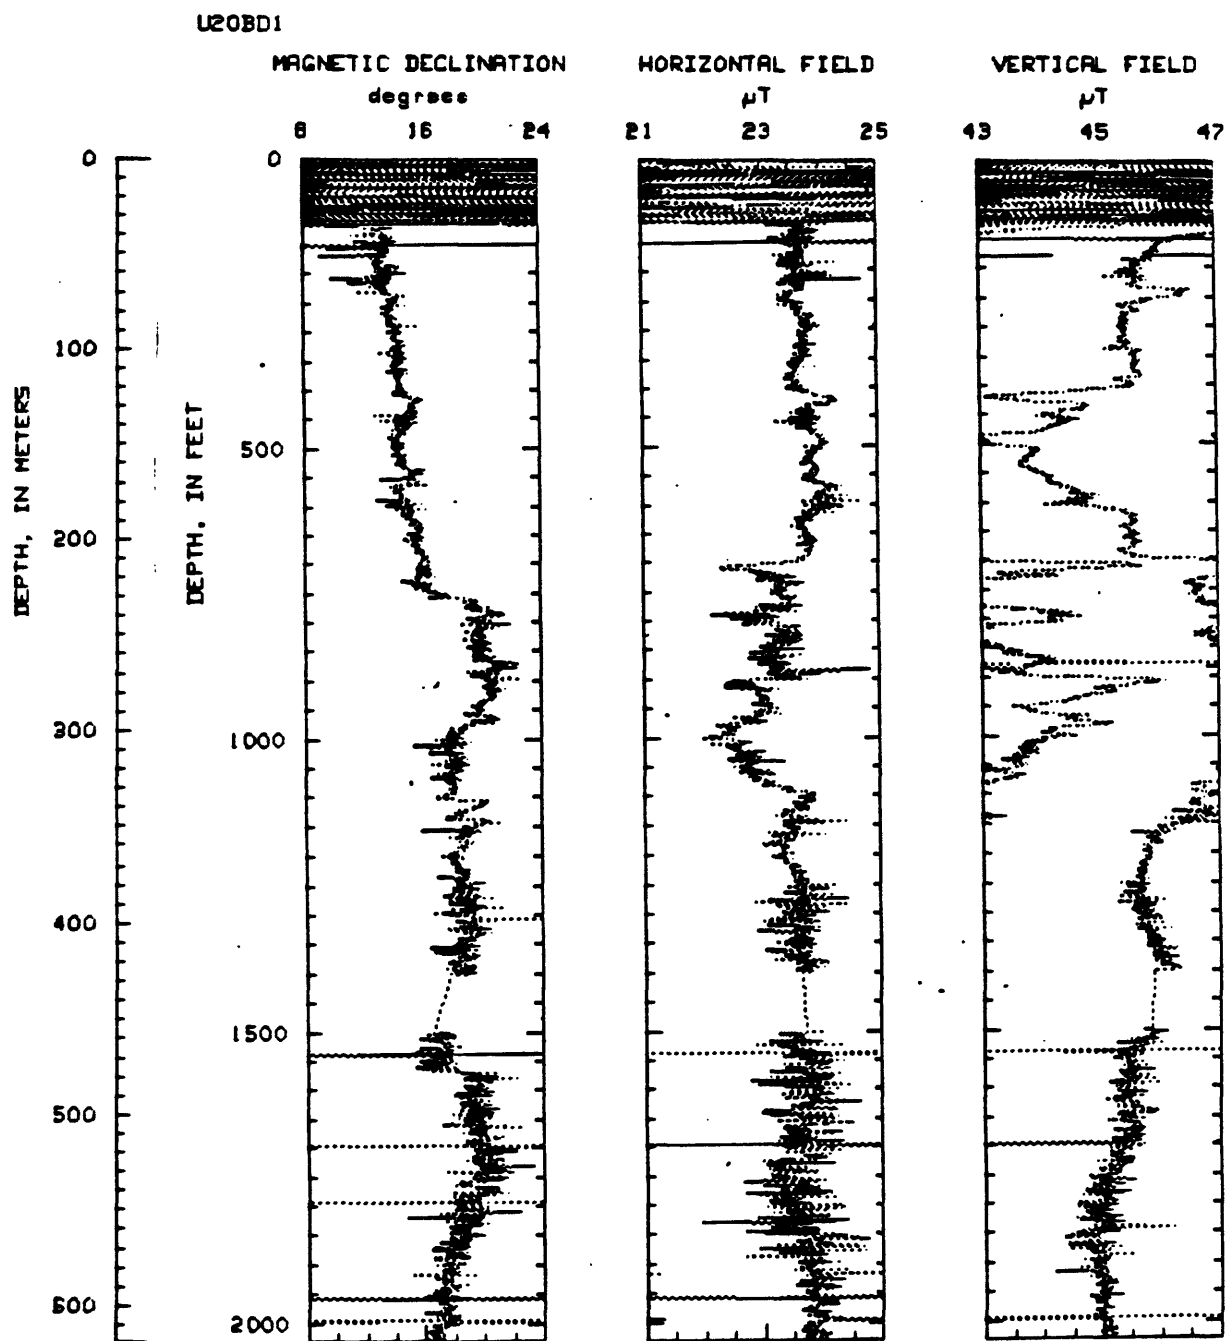 U20BD1
MAGNETIC DECLINATION
degrees
8 16 24
HORIZONTAL FIELD
µT
21 23 25
VERTICAL FIELD
µT
43 45 47
DEPTH, IN METERS
0
100
200
300
400
500
600
DEPTH, IN FEET
0
500
1000
1500
2000